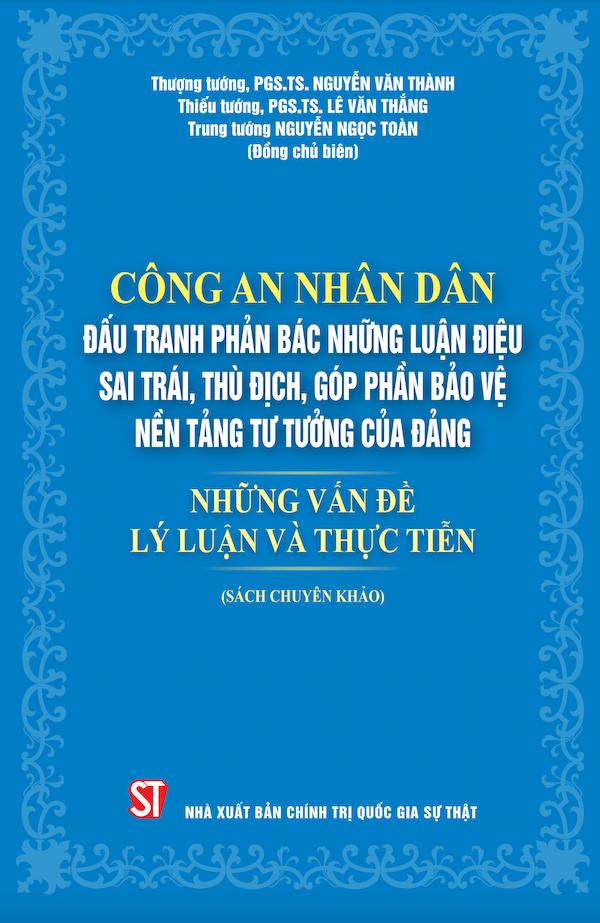 Thượng tướng, PGS.TS. NGUYỄN VĂN THÀNH
Thiếu tướng, PGS.TS. LÊ VĂN THẮNG
Trung tướng NGUYỄN NGỌC TOÀN
(Đồng chủ biên)
CÔNG AN NHÂN DÂN
ĐẤU TRANH PHẢN BÁC NHỮNG LUẬN ĐIỆU
SAI TRÁI, THÙ ĐỊCH, GÓP PHẦN BẢO VỆ
NỀN TẢNG TƯ TƯỞNG CỦA ĐẢNG
NHỮNG VẤN ĐỀ
LÝ LUẬN VÀ THỰC TIỄN
(SÁCH CHUYÊN KHẢO)
ST
NHÀ XUẤT BẢN CHÍNH TRỊ QUỐC GIA SỰ THẬT